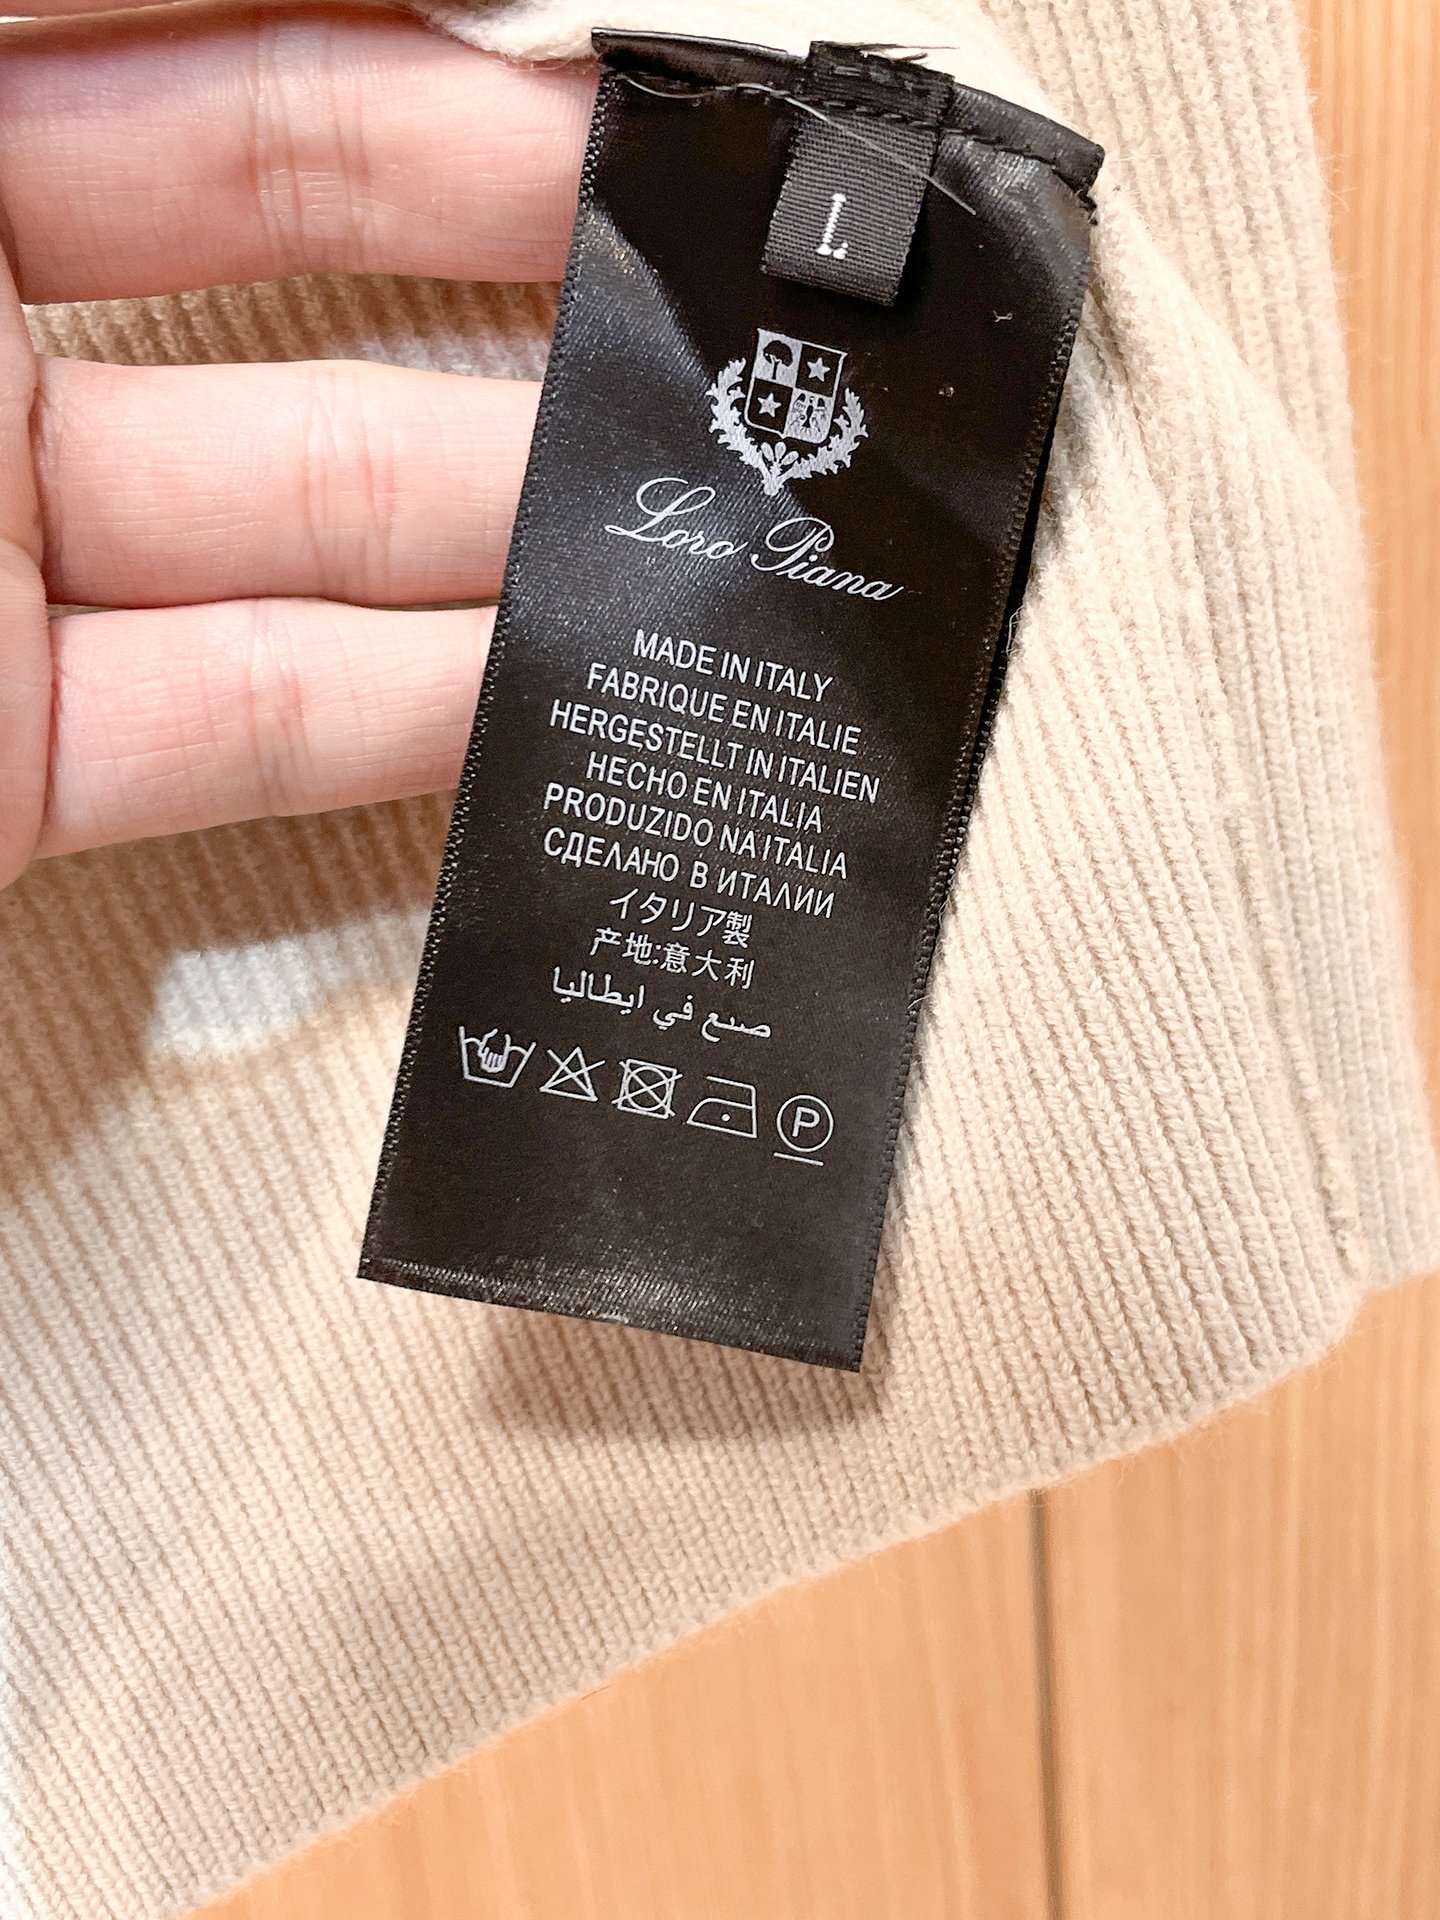 L
Loro Piana
MADE IN ITALY
FABRIQUE EN ITALIE
HERGESTELLT IN ITALIEN
HECHO EN ITALIA
PRODUZIDO NA ITALIA
СДЕЛАНО В ИТАЛИИ
イタリア製
产地:意大利
صنع في ايطاليا
P